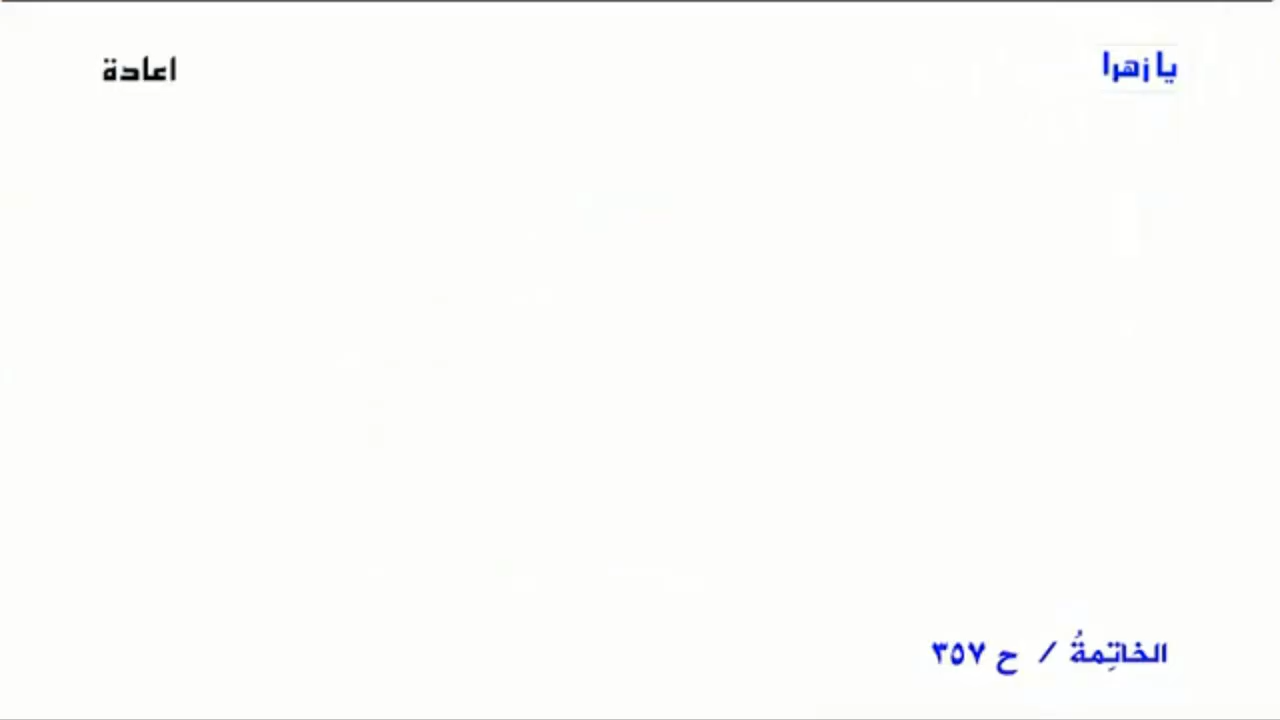 يا زهرا
اعادة
الخاتِمةُ / ح ٣٥٧